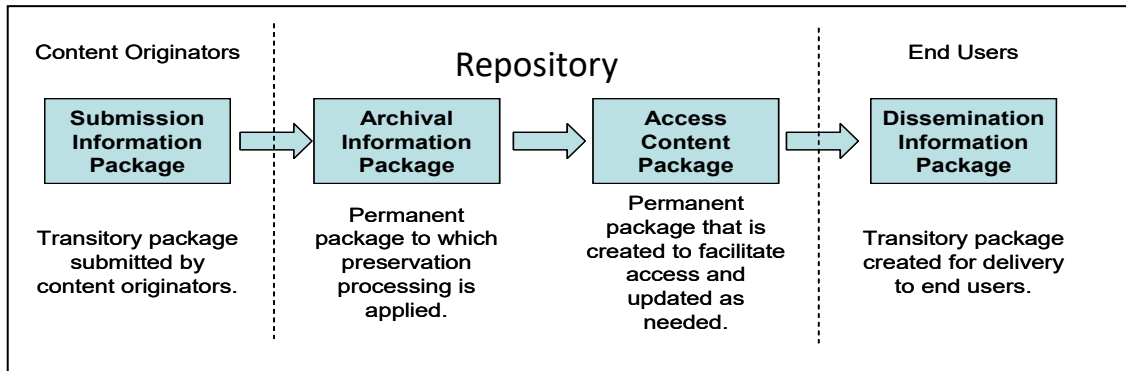 Content Originators
Repository
End Users
Submission
Information
Package
Archival
Information
Package
Access
Content
Package
Dissemination
Information
Package
Transitory package
submitted by
content originators.
Permanent
package to which
preservation
processing is
applied.
Permanent
package that is
created to facilitate
access and
updated as
needed.
Transitory package
created for delivery
to end users.